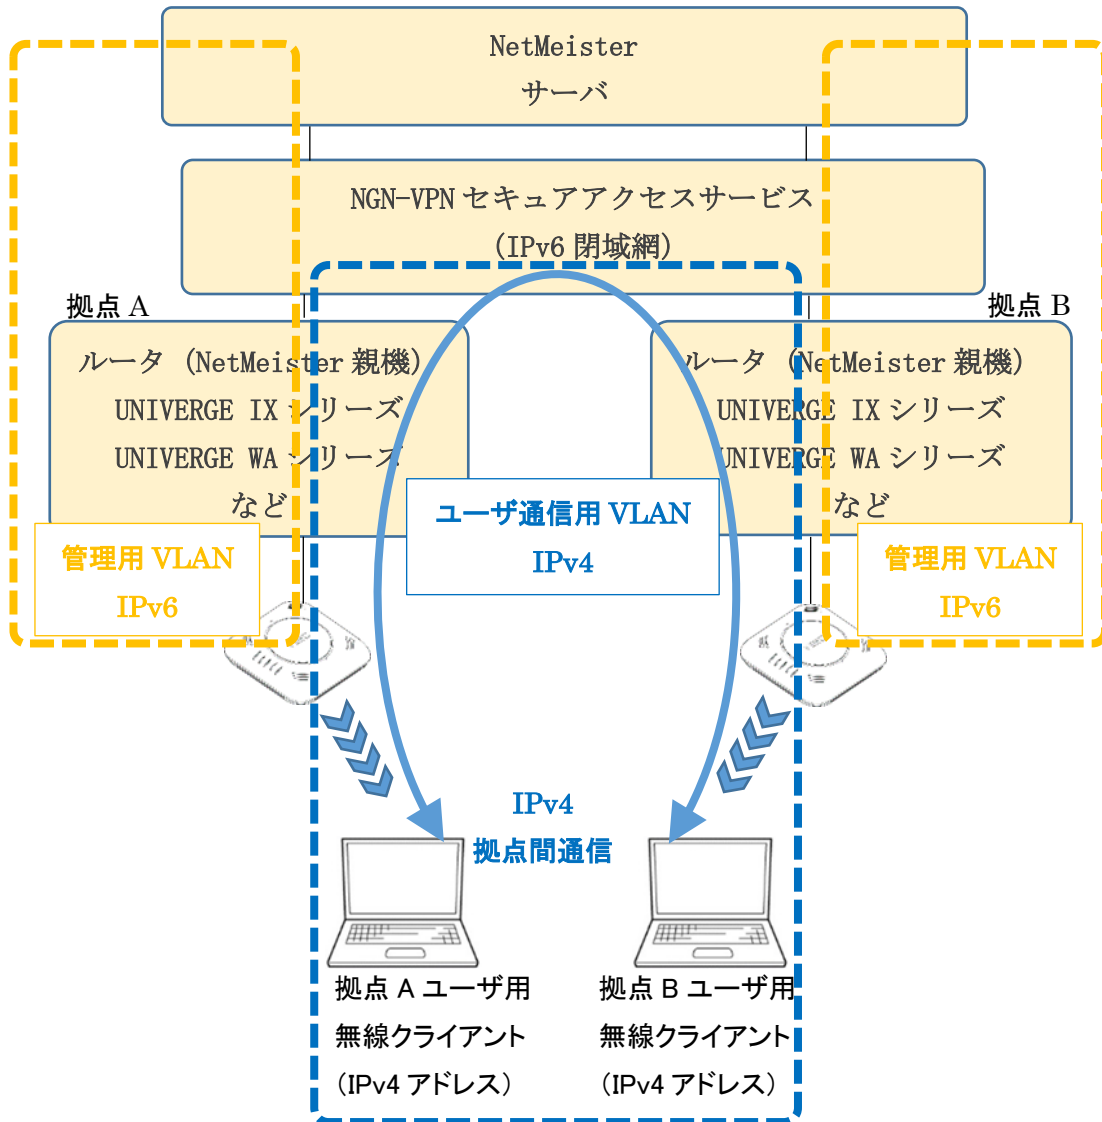 NetMeister
サーバ
NGN-VPN セキュアアクセスサービス
(IPv6 閉域網)
拠点 A
拠点 B
ルータ (NetMeister 親機)
UNIVERGE IX シリーズ
UNIVERGE WA シリーズ
など
ルータ (NetMeister 親機)
UNIVERGE IX シリーズ
UNIVERGE WA シリーズ
など
ユーザ通信用 VLAN
IPv4
管理用 VLAN
IPv6
管理用 VLAN
IPv6
IPv4
拠点間通信
拠点 A ユーザ用
無線クライアント
(IPv4 アドレス)
拠点 B ユーザ用
無線クライアント
(IPv4 アドレス)